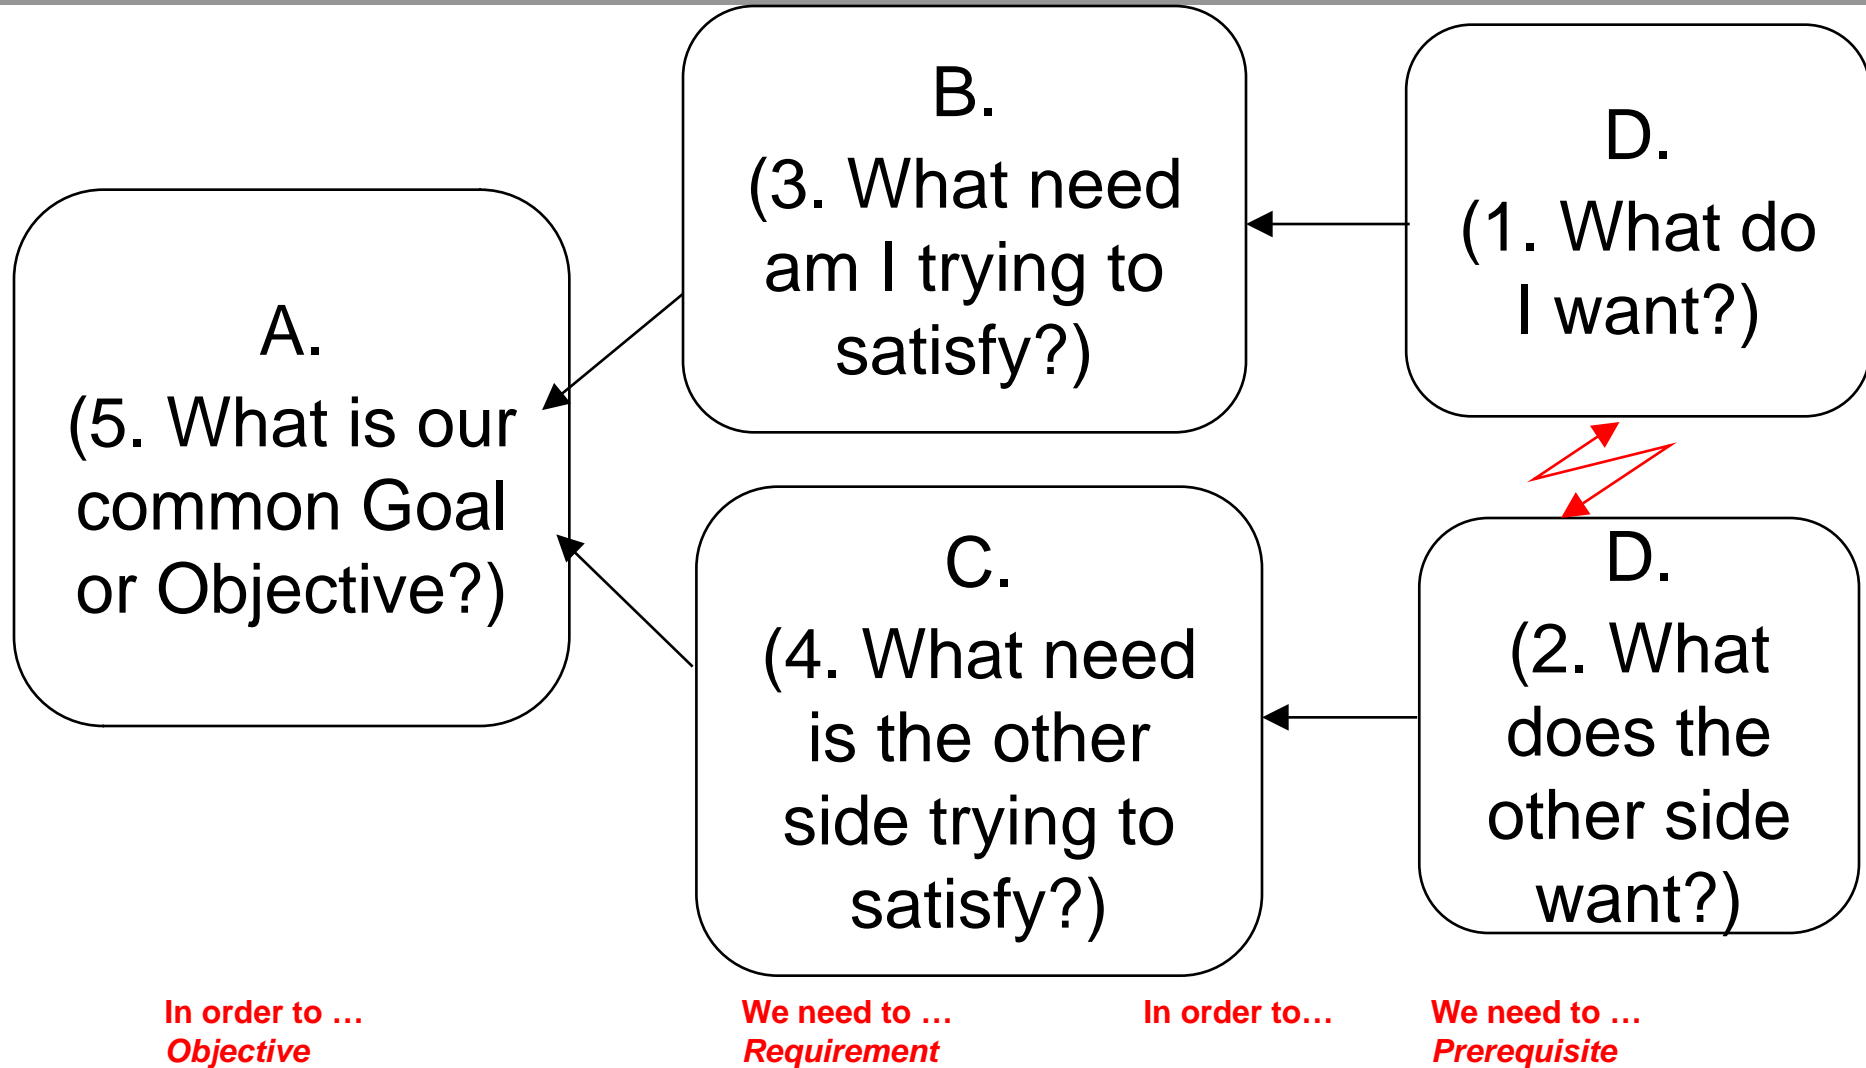 A.
(5. What is our
common Goal
or Objective?)
B.
(3. What need
am I trying to
satisfy?)
D.
(1. What do
I want?)
C.
(4. What need
is the other
side trying to
satisfy?)
D.
(2. What
does the
other side
want?)
In order to …
Objective
We need to …
Requirement
In order to…
We need to …
Prerequisite